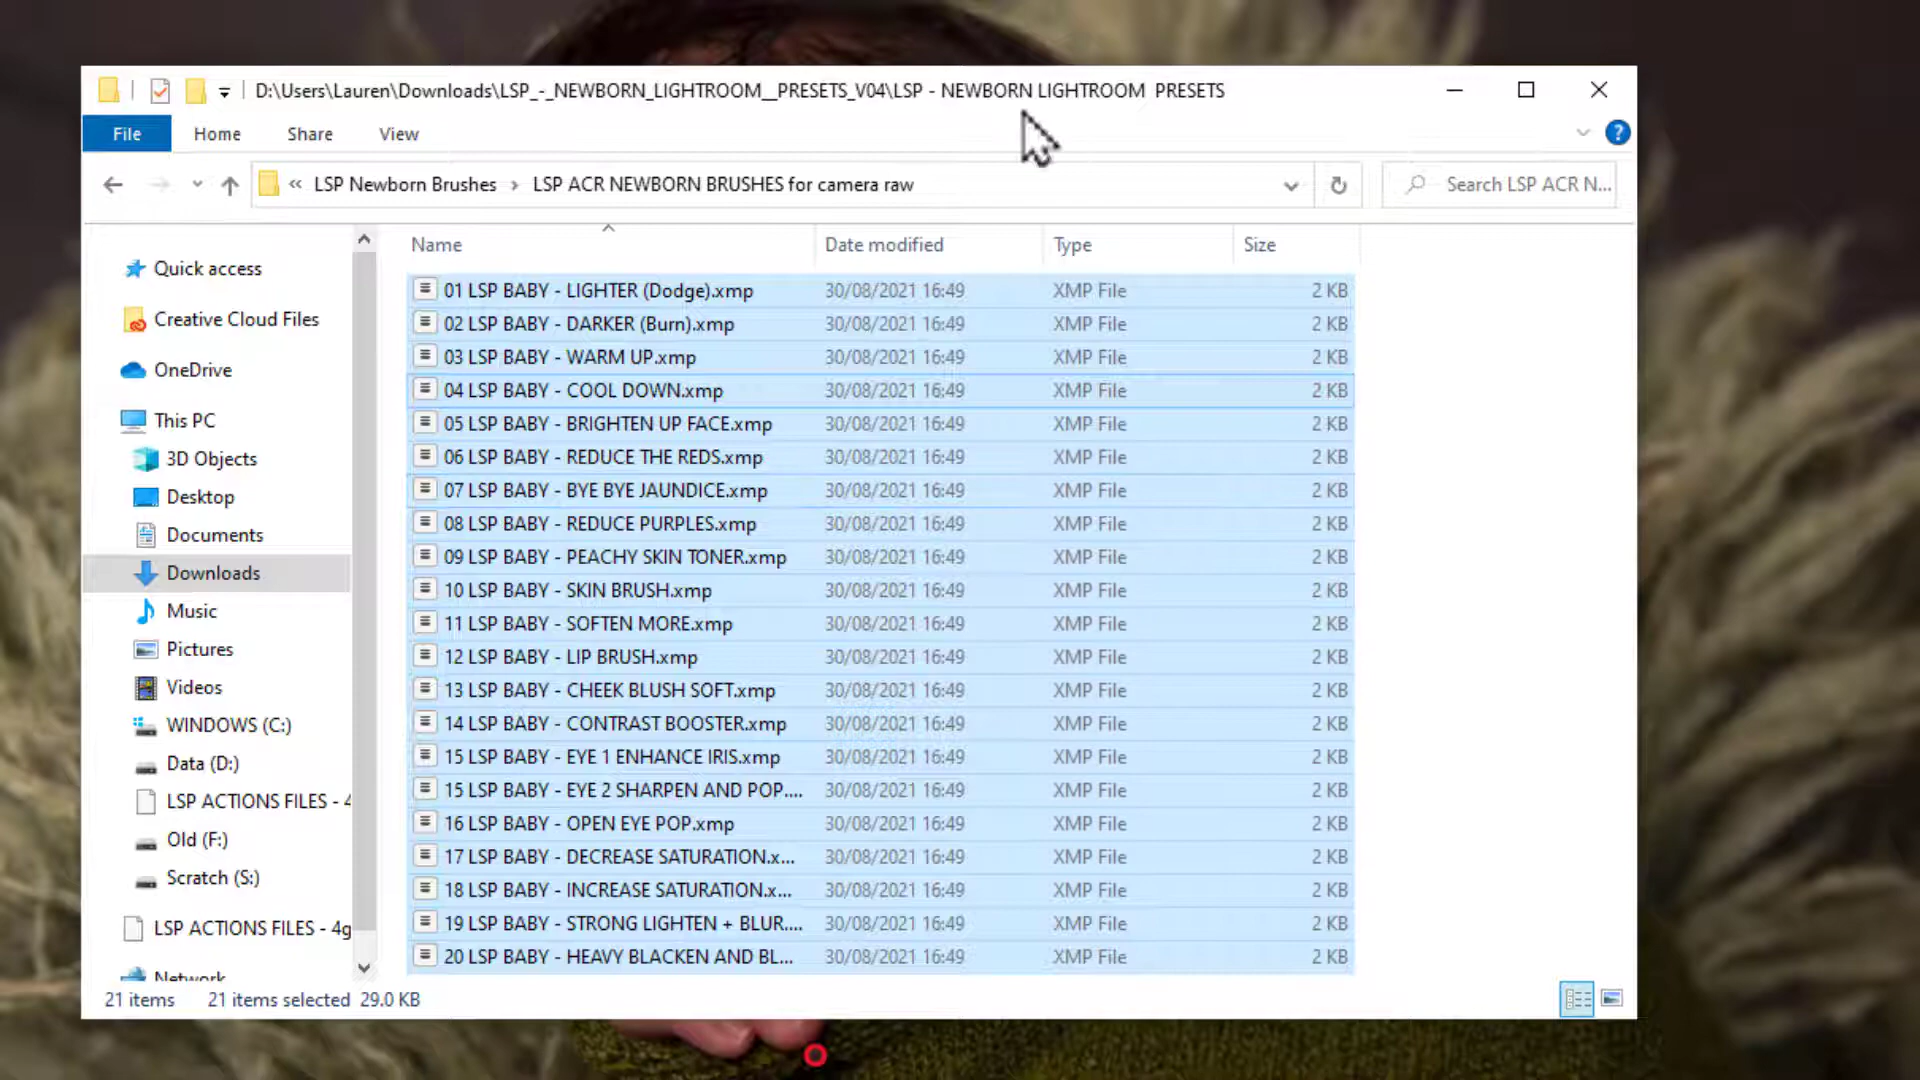 D:\Users\Lauren\Downloads\LSP_-_NEWBORN_LIGHTROOM__PRESETS_V04\LSP - NEWBORN LIGHTROOM  PRESETS
File Home Share View
LSP Newborn Brushes LSP ACR NEWBORN BRUSHES for camera raw Search LSP ACR N...
Name Date modified Type Size
Quick access
Creative Cloud Files
OneDrive
This PC
3D Objects
Desktop
Documents
Downloads
Music
Pictures
Videos
WINDOWS (C:)
Data (D:)
LSP ACTIONS FILES - 4
Old (F:)
Scratch (S:)
LSP ACTIONS FILES - 4g
Network
01 LSP BABY - LIGHTER (Dodge).xmp 30/08/2021 16:49 XMP File 2 KB
02 LSP BABY - DARKER (Burn).xmp 30/08/2021 16:49 XMP File 2 KB
03 LSP BABY - WARM UP.xmp 30/08/2021 16:49 XMP File 2 KB
04 LSP BABY - COOL DOWN.xmp 30/08/2021 16:49 XMP File 2 KB
05 LSP BABY - BRIGHTEN UP FACE.xmp 30/08/2021 16:49 XMP File 2 KB
06 LSP BABY - REDUCE THE REDS.xmp 30/08/2021 16:49 XMP File 2 KB
07 LSP BABY - BYE BYE JAUNDICE.xmp 30/08/2021 16:49 XMP File 2 KB
08 LSP BABY - REDUCE PURPLES.xmp 30/08/2021 16:49 XMP File 2 KB
09 LSP BABY - PEACHY SKIN TONER.xmp 30/08/2021 16:49 XMP File 2 KB
10 LSP BABY - SKIN BRUSH.xmp 30/08/2021 16:49 XMP File 2 KB
11 LSP BABY - SOFTEN MORE.xmp 30/08/2021 16:49 XMP File 2 KB
12 LSP BABY - LIP BRUSH.xmp 30/08/2021 16:49 XMP File 2 KB
13 LSP BABY - CHEEK BLUSH SOFT.xmp 30/08/2021 16:49 XMP File 2 KB
14 LSP BABY - CONTRAST BOOSTER.xmp 30/08/2021 16:49 XMP File 2 KB
15 LSP BABY - EYE 1 ENHANCE IRIS.xmp 30/08/2021 16:49 XMP File 2 KB
15 LSP BABY - EYE 2 SHARPEN AND POP.... 30/08/2021 16:49 XMP File 2 KB
16 LSP BABY - OPEN EYE POP.xmp 30/08/2021 16:49 XMP File 2 KB
17 LSP BABY - DECREASE SATURATION.x... 30/08/2021 16:49 XMP File 2 KB
18 LSP BABY - INCREASE SATURATION.x... 30/08/2021 16:49 XMP File 2 KB
19 LSP BABY - STRONG LIGHTEN + BLUR.... 30/08/2021 16:49 XMP File 2 KB
20 LSP BABY - HEAVY BLACKEN AND BL... 30/08/2021 16:49 XMP File 2 KB
21 items 21 items selected 29.0 KB